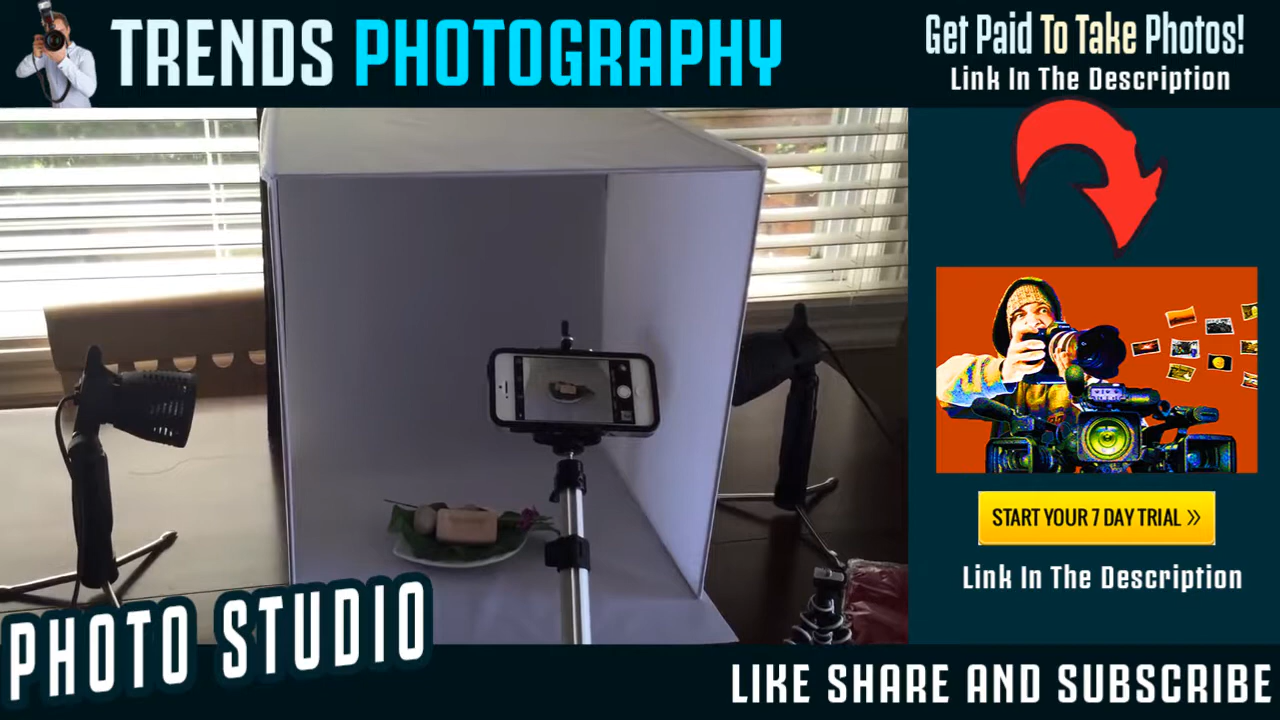 TRENDS PHOTOGRAPHY
Get Paid To Take Photos!
Link In The Description
START YOUR 7 DAY TRIAL »
Link In The Description
PHOTO STUDIO
LIKE SHARE AND SUBSCRIBE